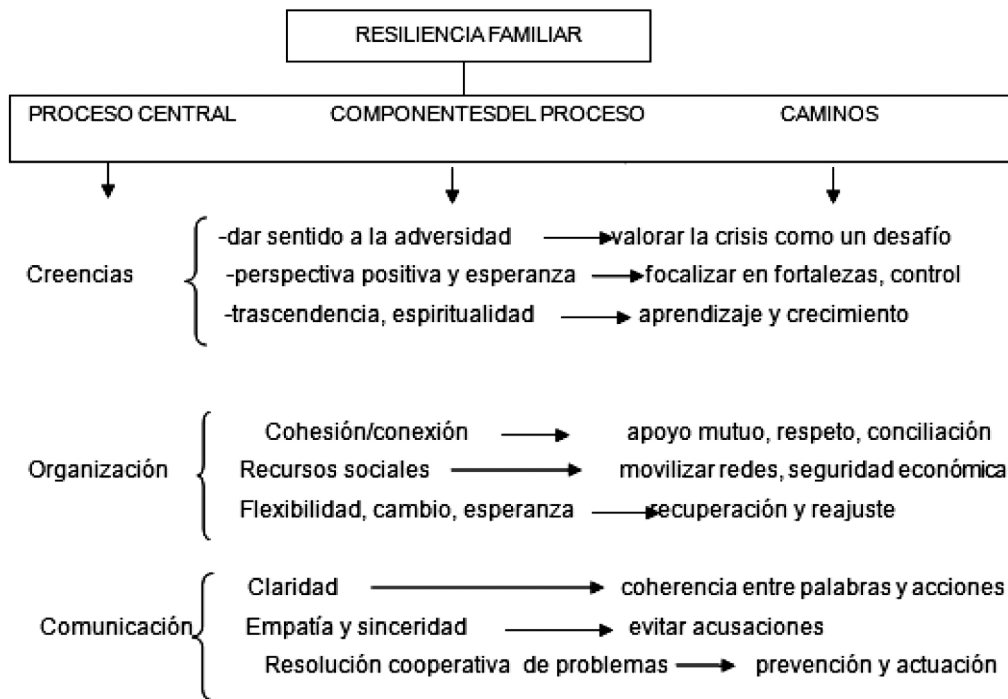 RESILIENCIA FAMILIAR
PROCESO CENTRAL COMPONENTES DEL PROCESO CAMINOS
-dar sentido a la adversidad valorar la crisis como un desafío
Creencias -perspectiva positiva y esperanza focalizar en fortalezas, control
-trascendencia, espiritualidad aprendizaje y crecimiento
Cohesión/conexión apoyo mutuo, respeto, conciliación
Organización Recursos sociales movilizar redes, seguridad económica
Flexibilidad, cambio, esperanza recuperación y reajuste
Claridad coherencia entre palabras y acciones
Comunicación Empatía y sinceridad evitar acusaciones
Resolución cooperativa de problemas prevención y actuación